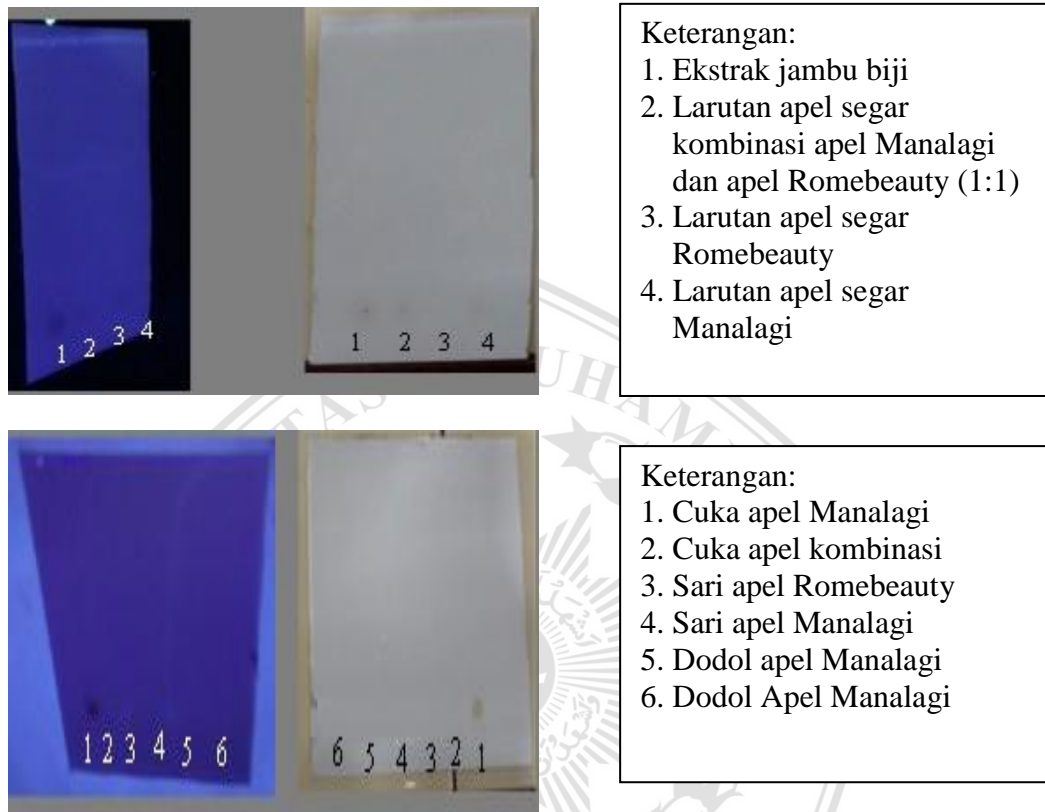 1 2 3 4
1 2 3 4
Keterangan:
1. Ekstrak jambu biji
2. Larutan apel segar
kombinasi apel Manalagi
dan apel Romebeauty (1:1)
3. Larutan apel segar
Romebeauty
4. Larutan apel segar
Manalagi
1 2 3 4 5 6
6 5 4 3 2 1
Keterangan:
1. Cuka apel Manalagi
2. Cuka apel kombinasi
3. Sari apel Romebeauty
4. Sari apel Manalagi
5. Dodol apel Manalagi
6. Dodol Apel Manalagi